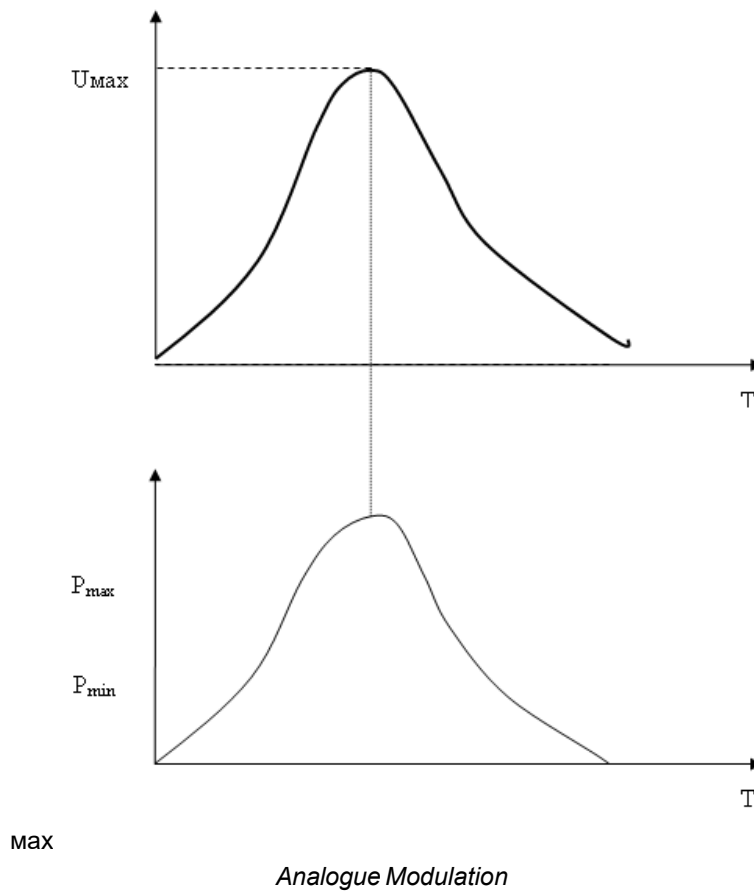 Uмах
T
Pmax
Pmin
T
мах
Analogue Modulation